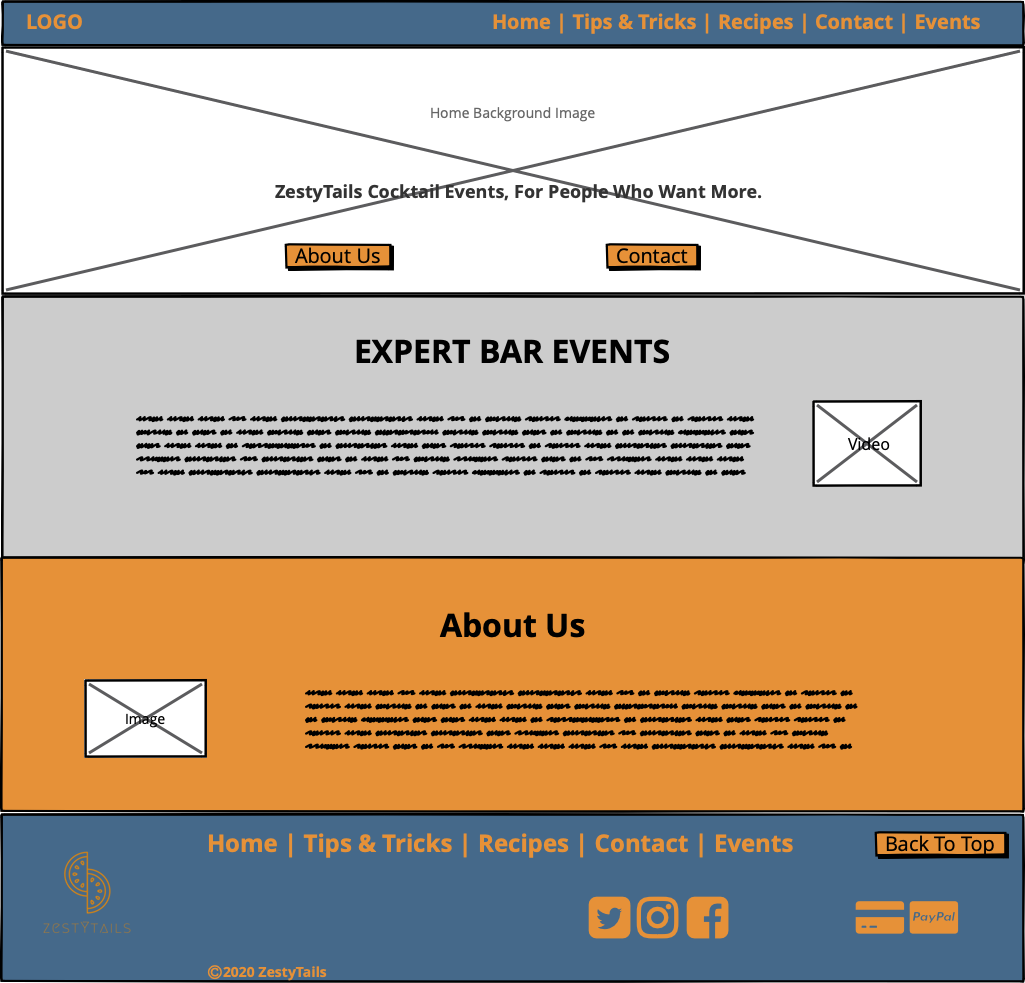 LOGO
Home | Tips & Tricks | Recipes | Contact | Events
Home Background Image
ZestyTails Cocktail Events, For People Who Want More.
About Us
Contact
EXPERT BAR EVENTS
Video
About Us
Image
Home | Tips & Tricks | Recipes | Contact | Events
Back To Top
ZESTYTAILS
PayPal
©2020 ZestyTails